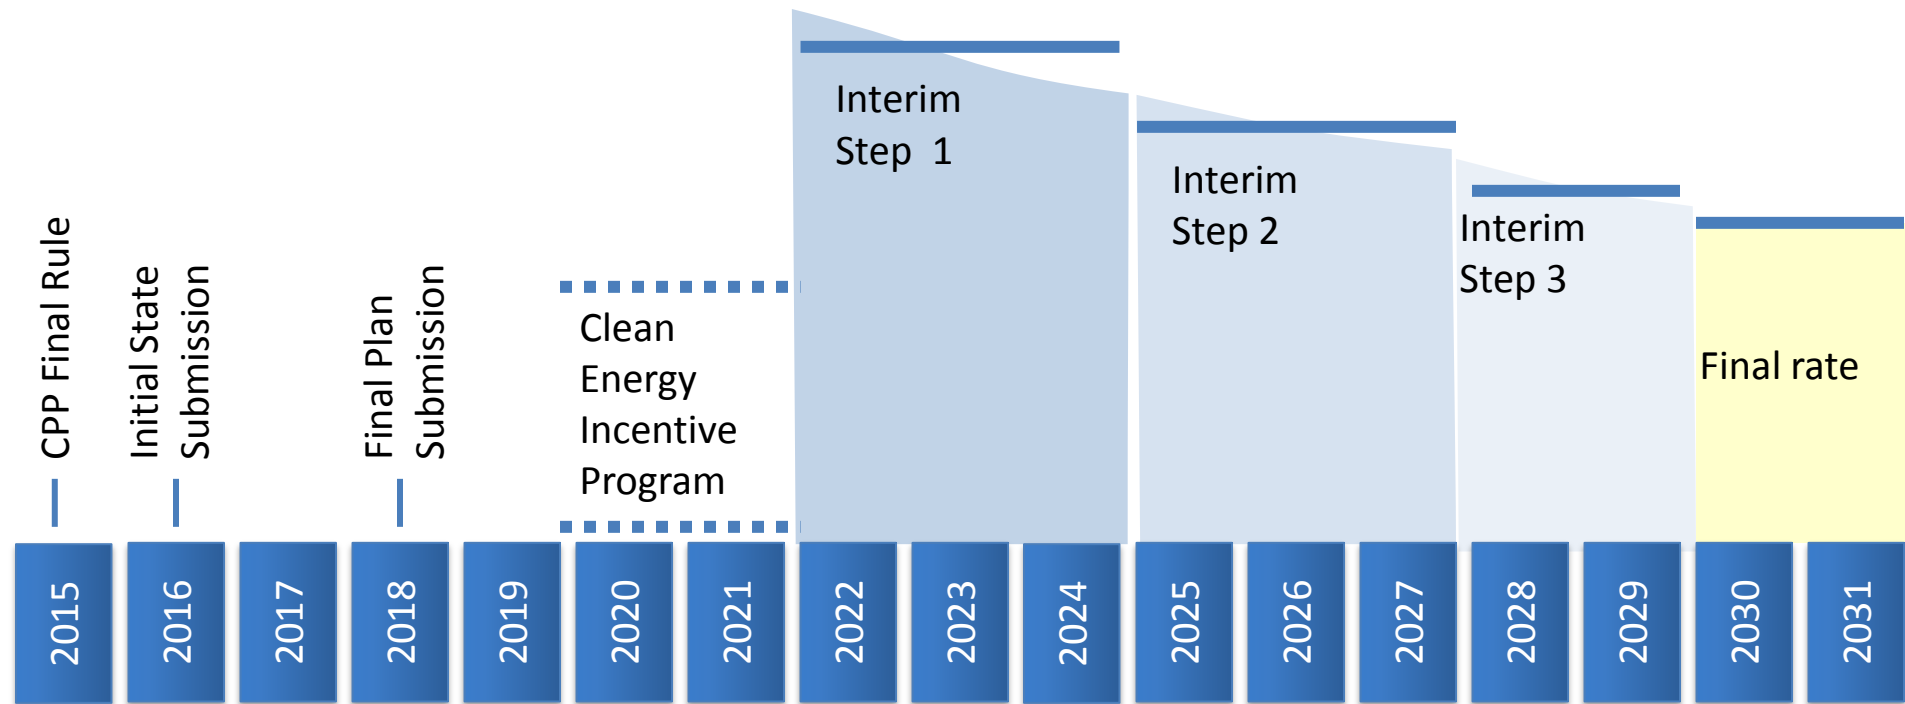 CPP Final Rule
Initial State
Submission
Final Plan
Submission
Clean
Energy
Incentive
Program
Interim
Step 1
Interim
Step 2
Interim
Step 3
Final rate
2015
2016
2017
2018
2019
2020
2021
2022
2023
2024
2025
2026
2027
2028
2029
2030
2031